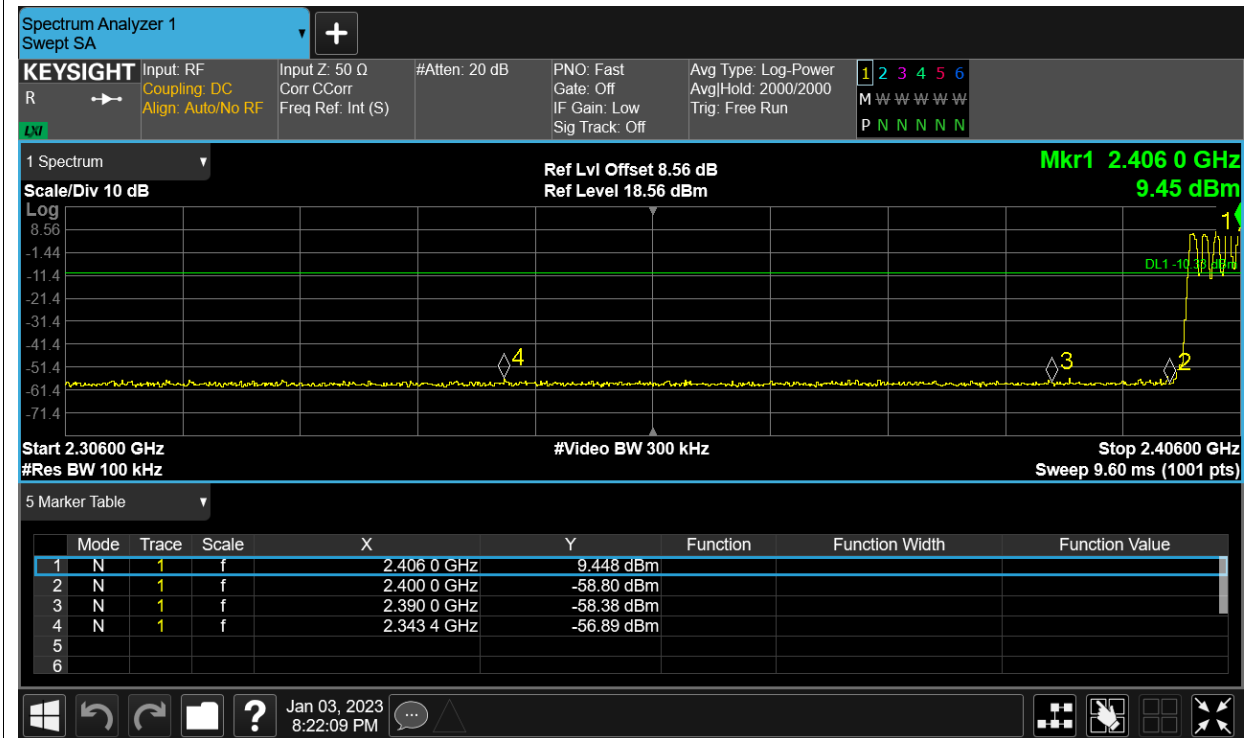 Spectrum Analyzer 1
Swept SA
KEYSIGHT
R
LXI
Input: RF
Coupling: DC
Align: Auto/No RF
Input Z: 50 Ω
Corr CCorr
Freq Ref: Int (S)
#Atten: 20 dB
PNO: Fast
Gate: Off
IF Gain: Low
Sig Track: Off
Avg Type: Log-Power
Avg|Hold: 2000/2000
Trig: Free Run
1 2 3 4 5 6
M W W W W W
P N N N N N
1 Spectrum
Scale/Div 10 dB
Ref Lvl Offset 8.56 dB
Ref Level 18.56 dBm
Mkr1 2.406 0 GHz
9.45 dBm
Log
8.56
-1.44
-11.4
-21.4
-31.4
-41.4
-51.4
-61.4
-71.4
1
DL1 -10.38 dBm
4
3
2
Start 2.30600 GHz
#Video BW 300 kHz
Stop 2.40600 GHz
#Res BW 100 kHz
Sweep 9.60 ms (1001 pts)
5 Marker Table
Mode Trace Scale X Y Function Function Width Function Value
1 N 1 f 2.406 0 GHz 9.448 dBm
2 N 1 f 2.400 0 GHz -58.80 dBm
3 N 1 f 2.390 0 GHz -58.38 dBm
4 N 1 f 2.343 4 GHz -56.89 dBm
5
6
?
Jan 03, 2023
8:22:09 PM